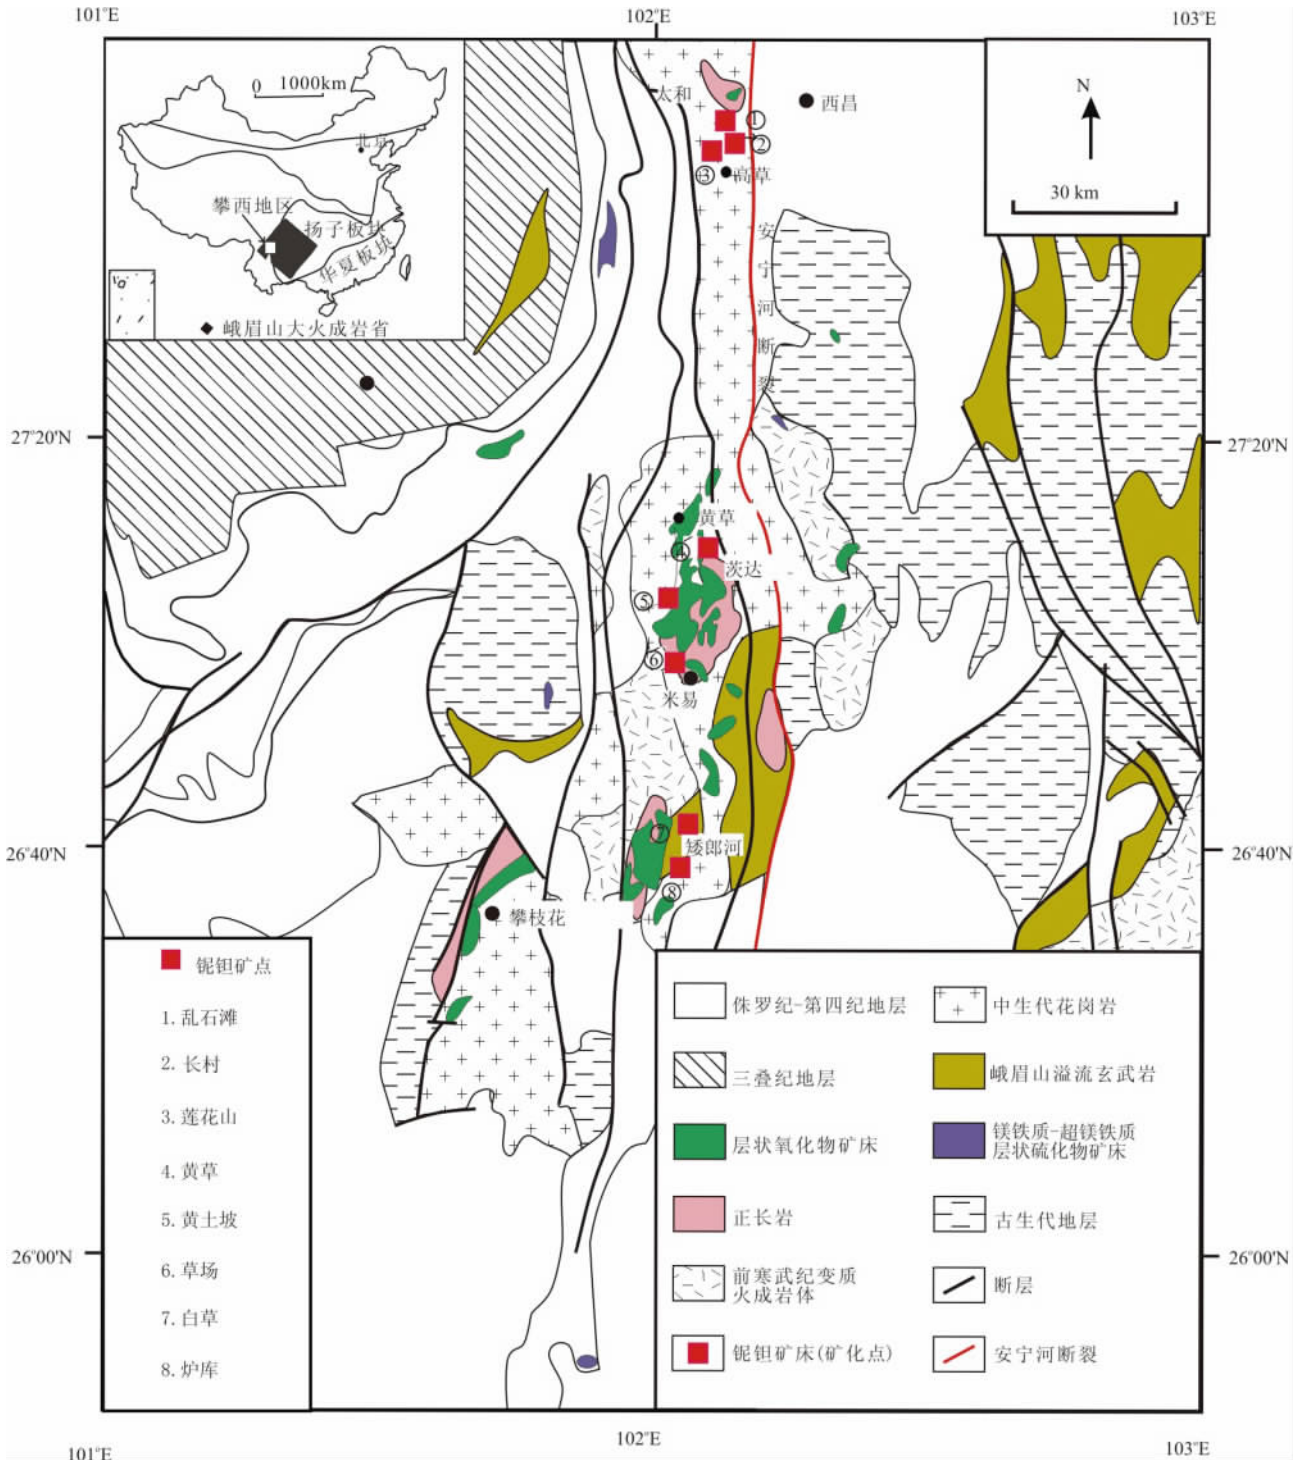 101°E
102°E
103°E
0 1000km
北京
攀西地区
扬子板块
华夏板块
峨眉山大火成岩省
太和
西昌
①
②
③
高草
N
30 km
安宁河断裂
27°20'N
27°20'N
黄草
④
茨达
⑤
⑥
米易
⑦
矮郎河
26°40'N
26°40'N
⑧
攀枝花
铌钽矿点
1. 乱石滩
2. 长村
3. 莲花山
4. 黄草
5. 黄土坡
6. 草场
7. 白草
8. 炉库
侏罗纪-第四纪地层
中生代花岗岩
三叠纪地层
峨眉山溢流玄武岩
层状氧化物矿床
镁铁质-超镁铁质
层状硫化物矿床
正长岩
古生代地层
前寒武纪变质
火成岩体
断层
铌钽矿床(矿化点)
安宁河断裂
26°00'N
26°00'N
101°E
102°E
103°E